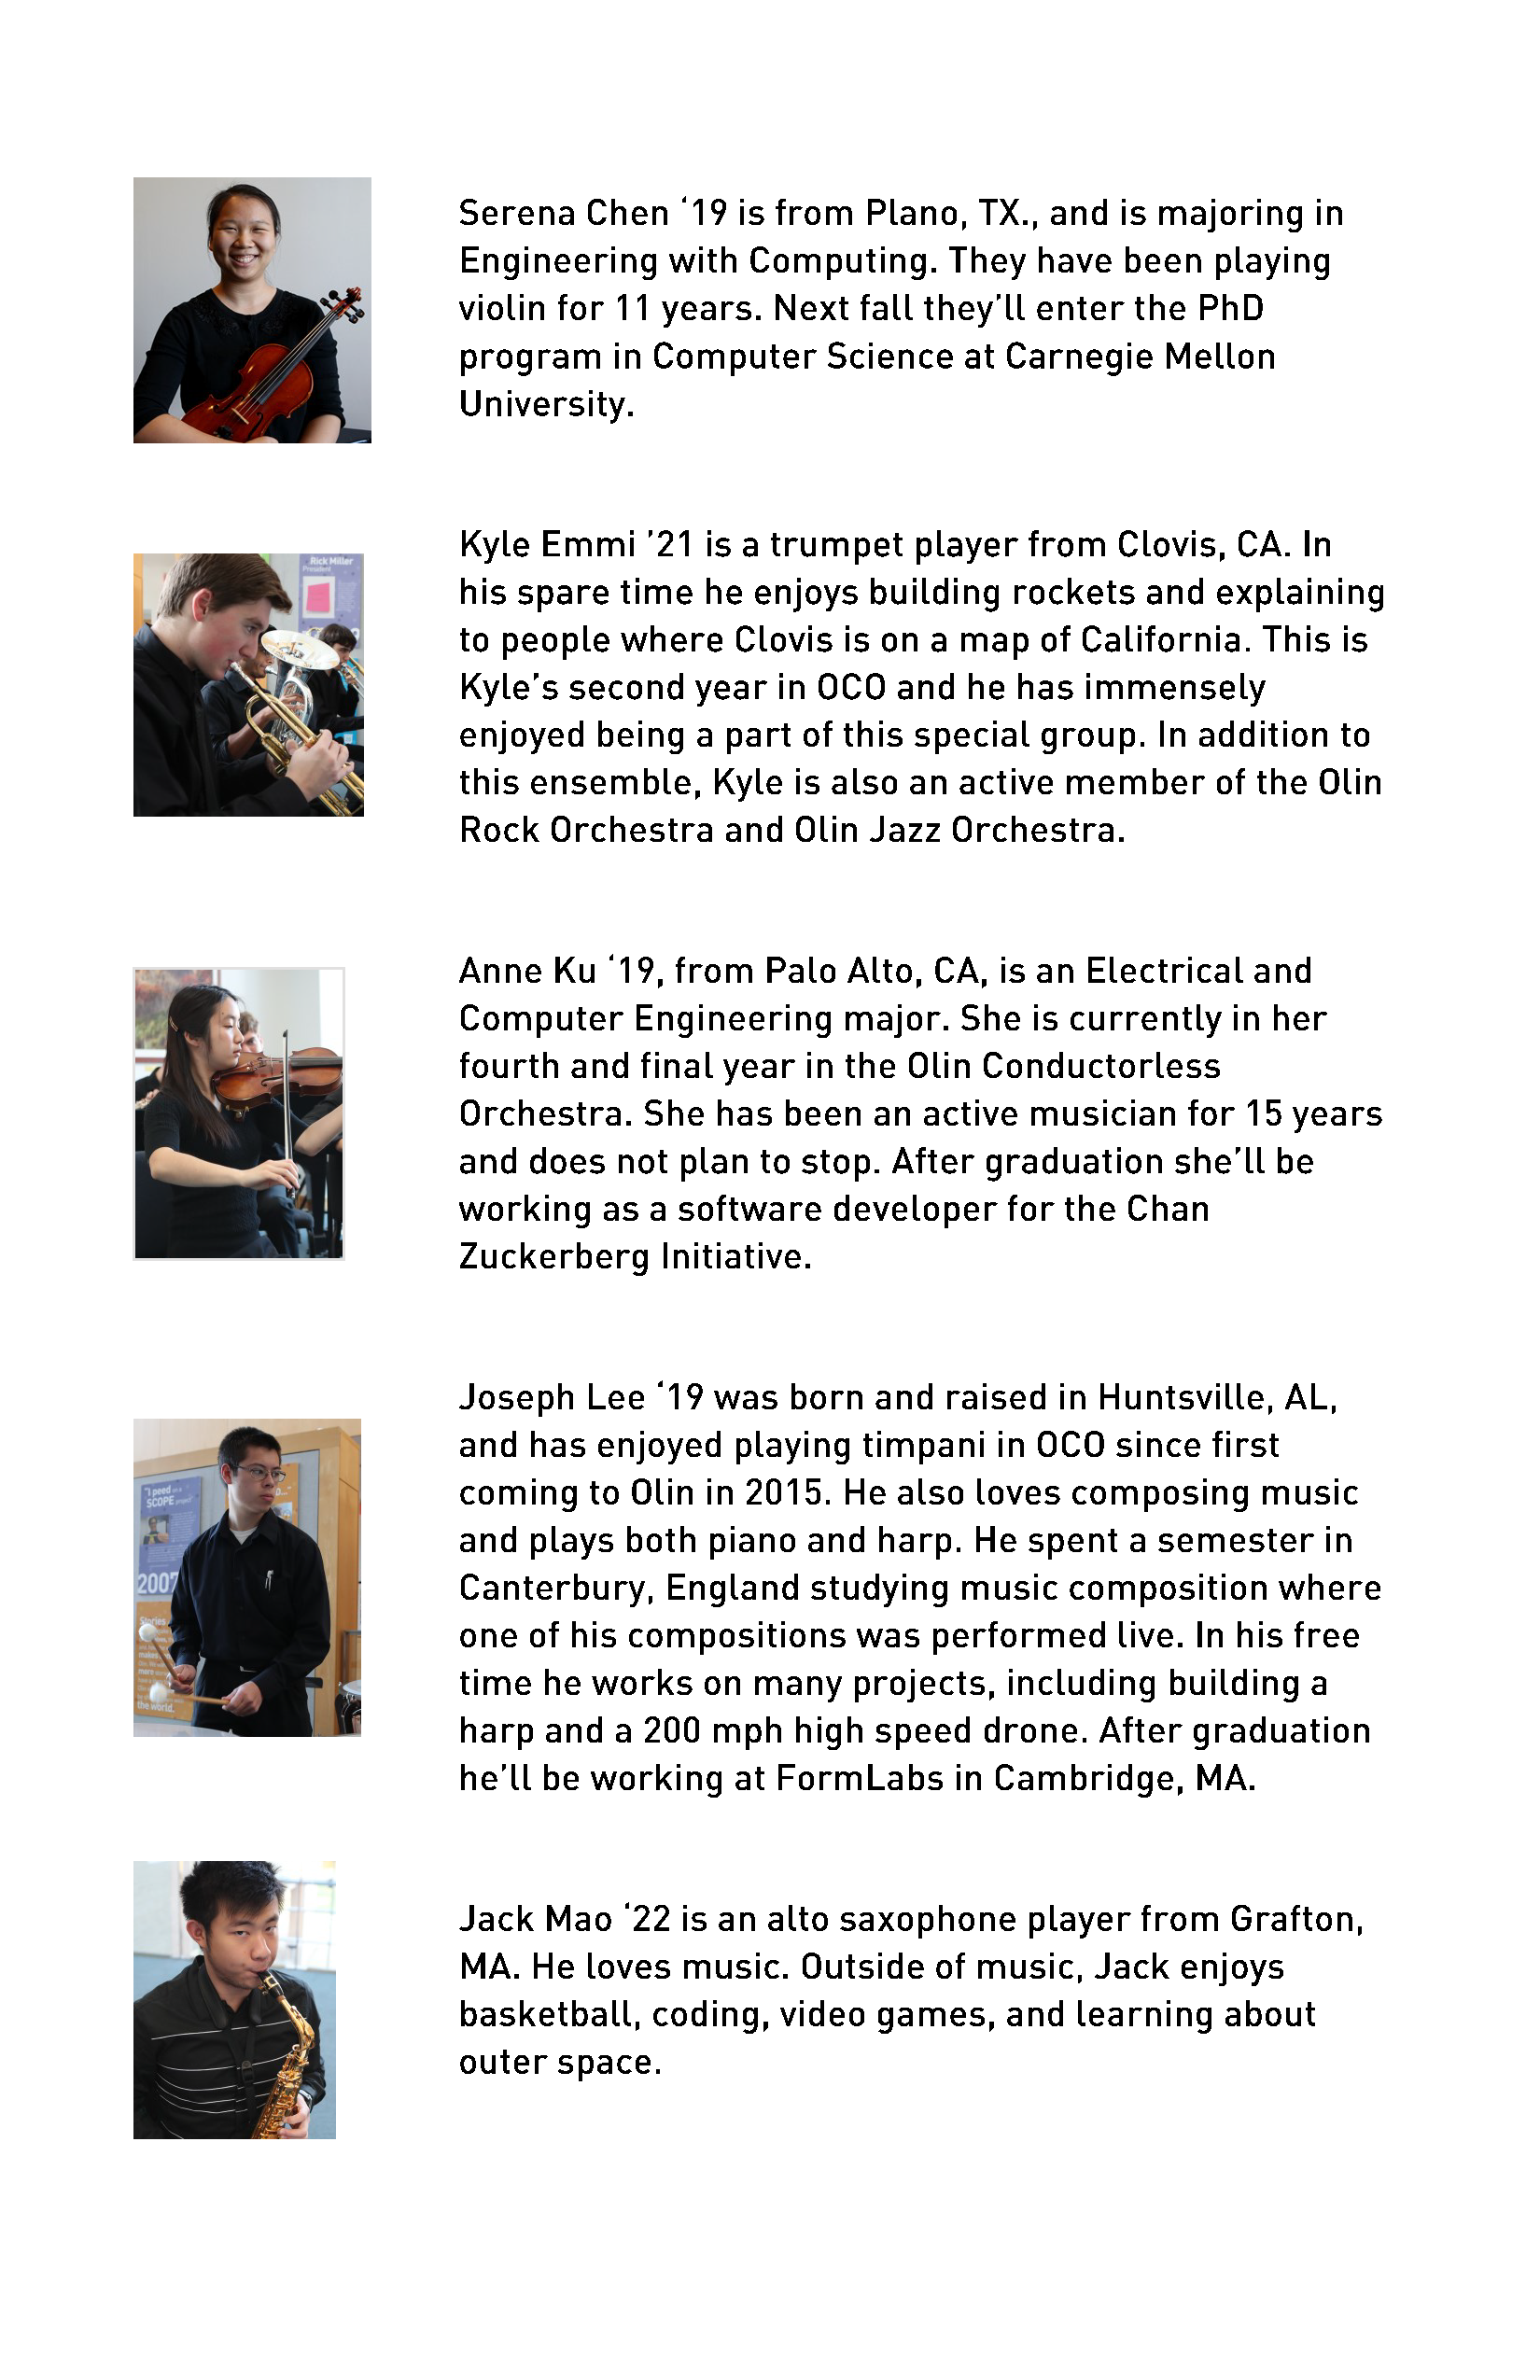 Serena Chen ‘19 is from Plano, TX., and is majoring in
Engineering with Computing. They have been playing
violin for 11 years. Next fall they’ll enter the PhD
program in Computer Science at Carnegie Mellon
University.
Rick Miller
President
Kyle Emmi ’21 is a trumpet player from Clovis, CA. In
his spare time he enjoys building rockets and explaining
to people where Clovis is on a map of California. This is
Kyle’s second year in OCO and he has immensely
enjoyed being a part of this special group. In addition to
this ensemble, Kyle is also an active member of the Olin
Rock Orchestra and Olin Jazz Orchestra.
Anne Ku ‘19, from Palo Alto, CA, is an Electrical and
Computer Engineering major. She is currently in her
fourth and final year in the Olin Conductorless
Orchestra. She has been an active musician for 15 years
and does not plan to stop. After graduation she’ll be
working as a software developer for the Chan
Zuckerberg Initiative.
Joseph Lee ‘19 was born and raised in Huntsville, AL,
and has enjoyed playing timpani in OCO since first
coming to Olin in 2015. He also loves composing music
and plays both piano and harp. He spent a semester in
Canterbury, England studying music composition where
one of his compositions was performed live. In his free
time he works on many projects, including building a
harp and a 200 mph high speed drone. After graduation
he’ll be working at FormLabs in Cambridge, MA.
"I peed on a
SCOPE project"
2007
Stories
makes
more
the world.
Jack Mao ‘22 is an alto saxophone player from Grafton,
MA. He loves music. Outside of music, Jack enjoys
basketball, coding, video games, and learning about
outer space.